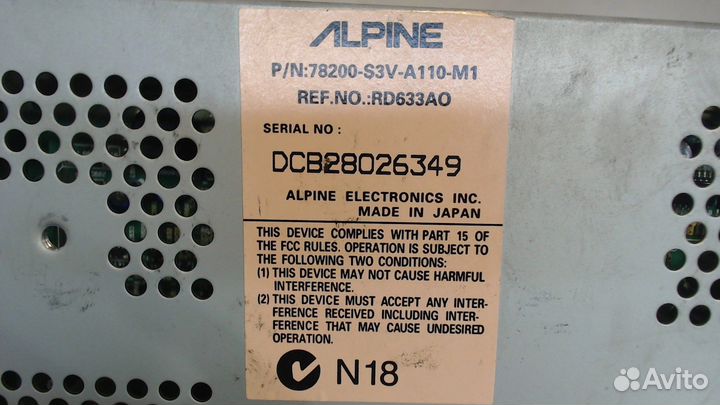 ALPINE
P/N:78200-S3V-A110-M1
REF.NO.:RD633AO
SERIAL NO :
DCB28026349
ALPINE ELECTRONICS INC.
MADE IN JAPAN
THIS DEVICE COMPLIES WITH PART 15 OF
THE FCC RULES. OPERATION IS SUBJECT TO
THE FOLLOWING TWO CONDITIONS:
(1) THIS DEVICE MAY NOT CAUSE HARMFUL
INTERFERENCE.
(2) THIS DEVICE MUST ACCEPT ANY INTER-
FERENCE RECEIVED INCLUDING INTER-
FERENCE THAT MAY CAUSE UNDESIRED
OPERATION.
N18
Avito